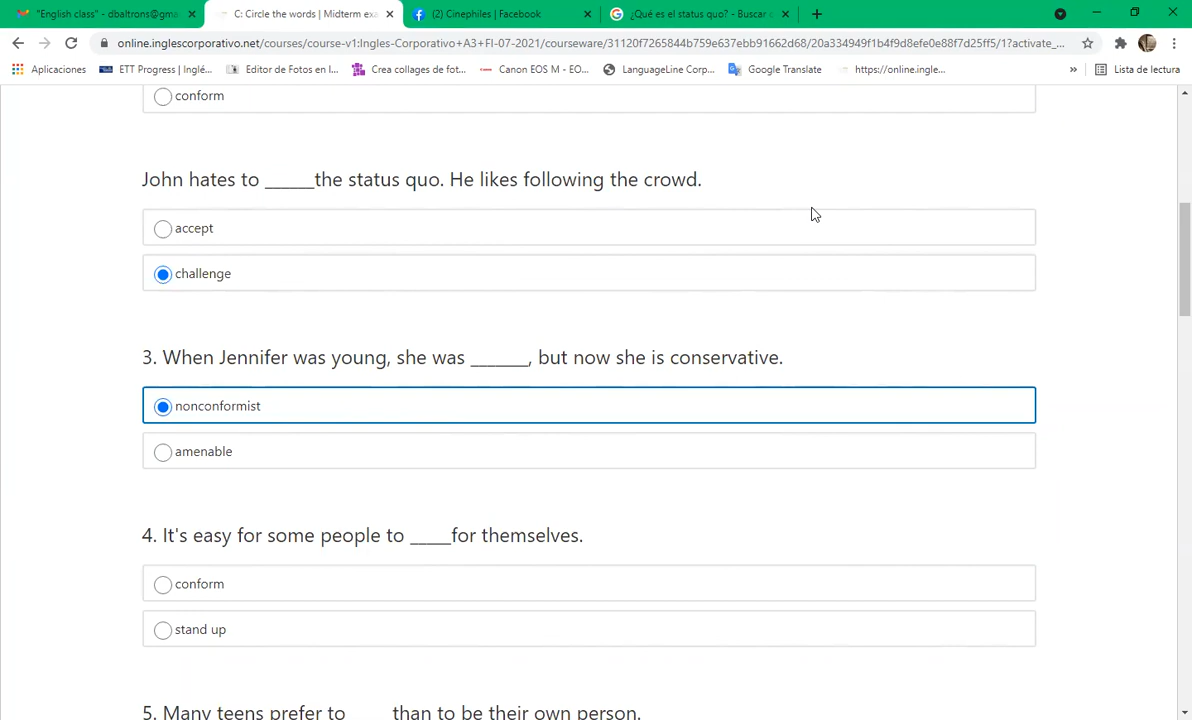 "English class" - dbaltrons@gma
C: Circle the words | Midterm exa
(2) Cinephiles | Facebook
¿Qué es el status quo? - Buscar c
online.inglescorporativo.net/courses/course-v1:Ingles-Corporativo+A3+FI-07-2021/courseware/31120f7265844b759e637ebb91662d68/20a334949f1b4f9d8efe0e88f7d25ff5/1?activate_...
Aplicaciones
ETT Progress | Inglé...
Editor de Fotos en l...
Crea collages de fot...
Canon EOS M - EO...
LanguageLine Corp...
Google Translate
https://online.ingle...
»
Lista de lectura
conform
John hates to ______the status quo. He likes following the crowd.
accept
challenge
3. When Jennifer was young, she was _______, but now she is conservative.
nonconformist
amenable
4. It's easy for some people to _____for themselves.
conform
stand up
5. Many teens prefer to _____ than to be their own person.